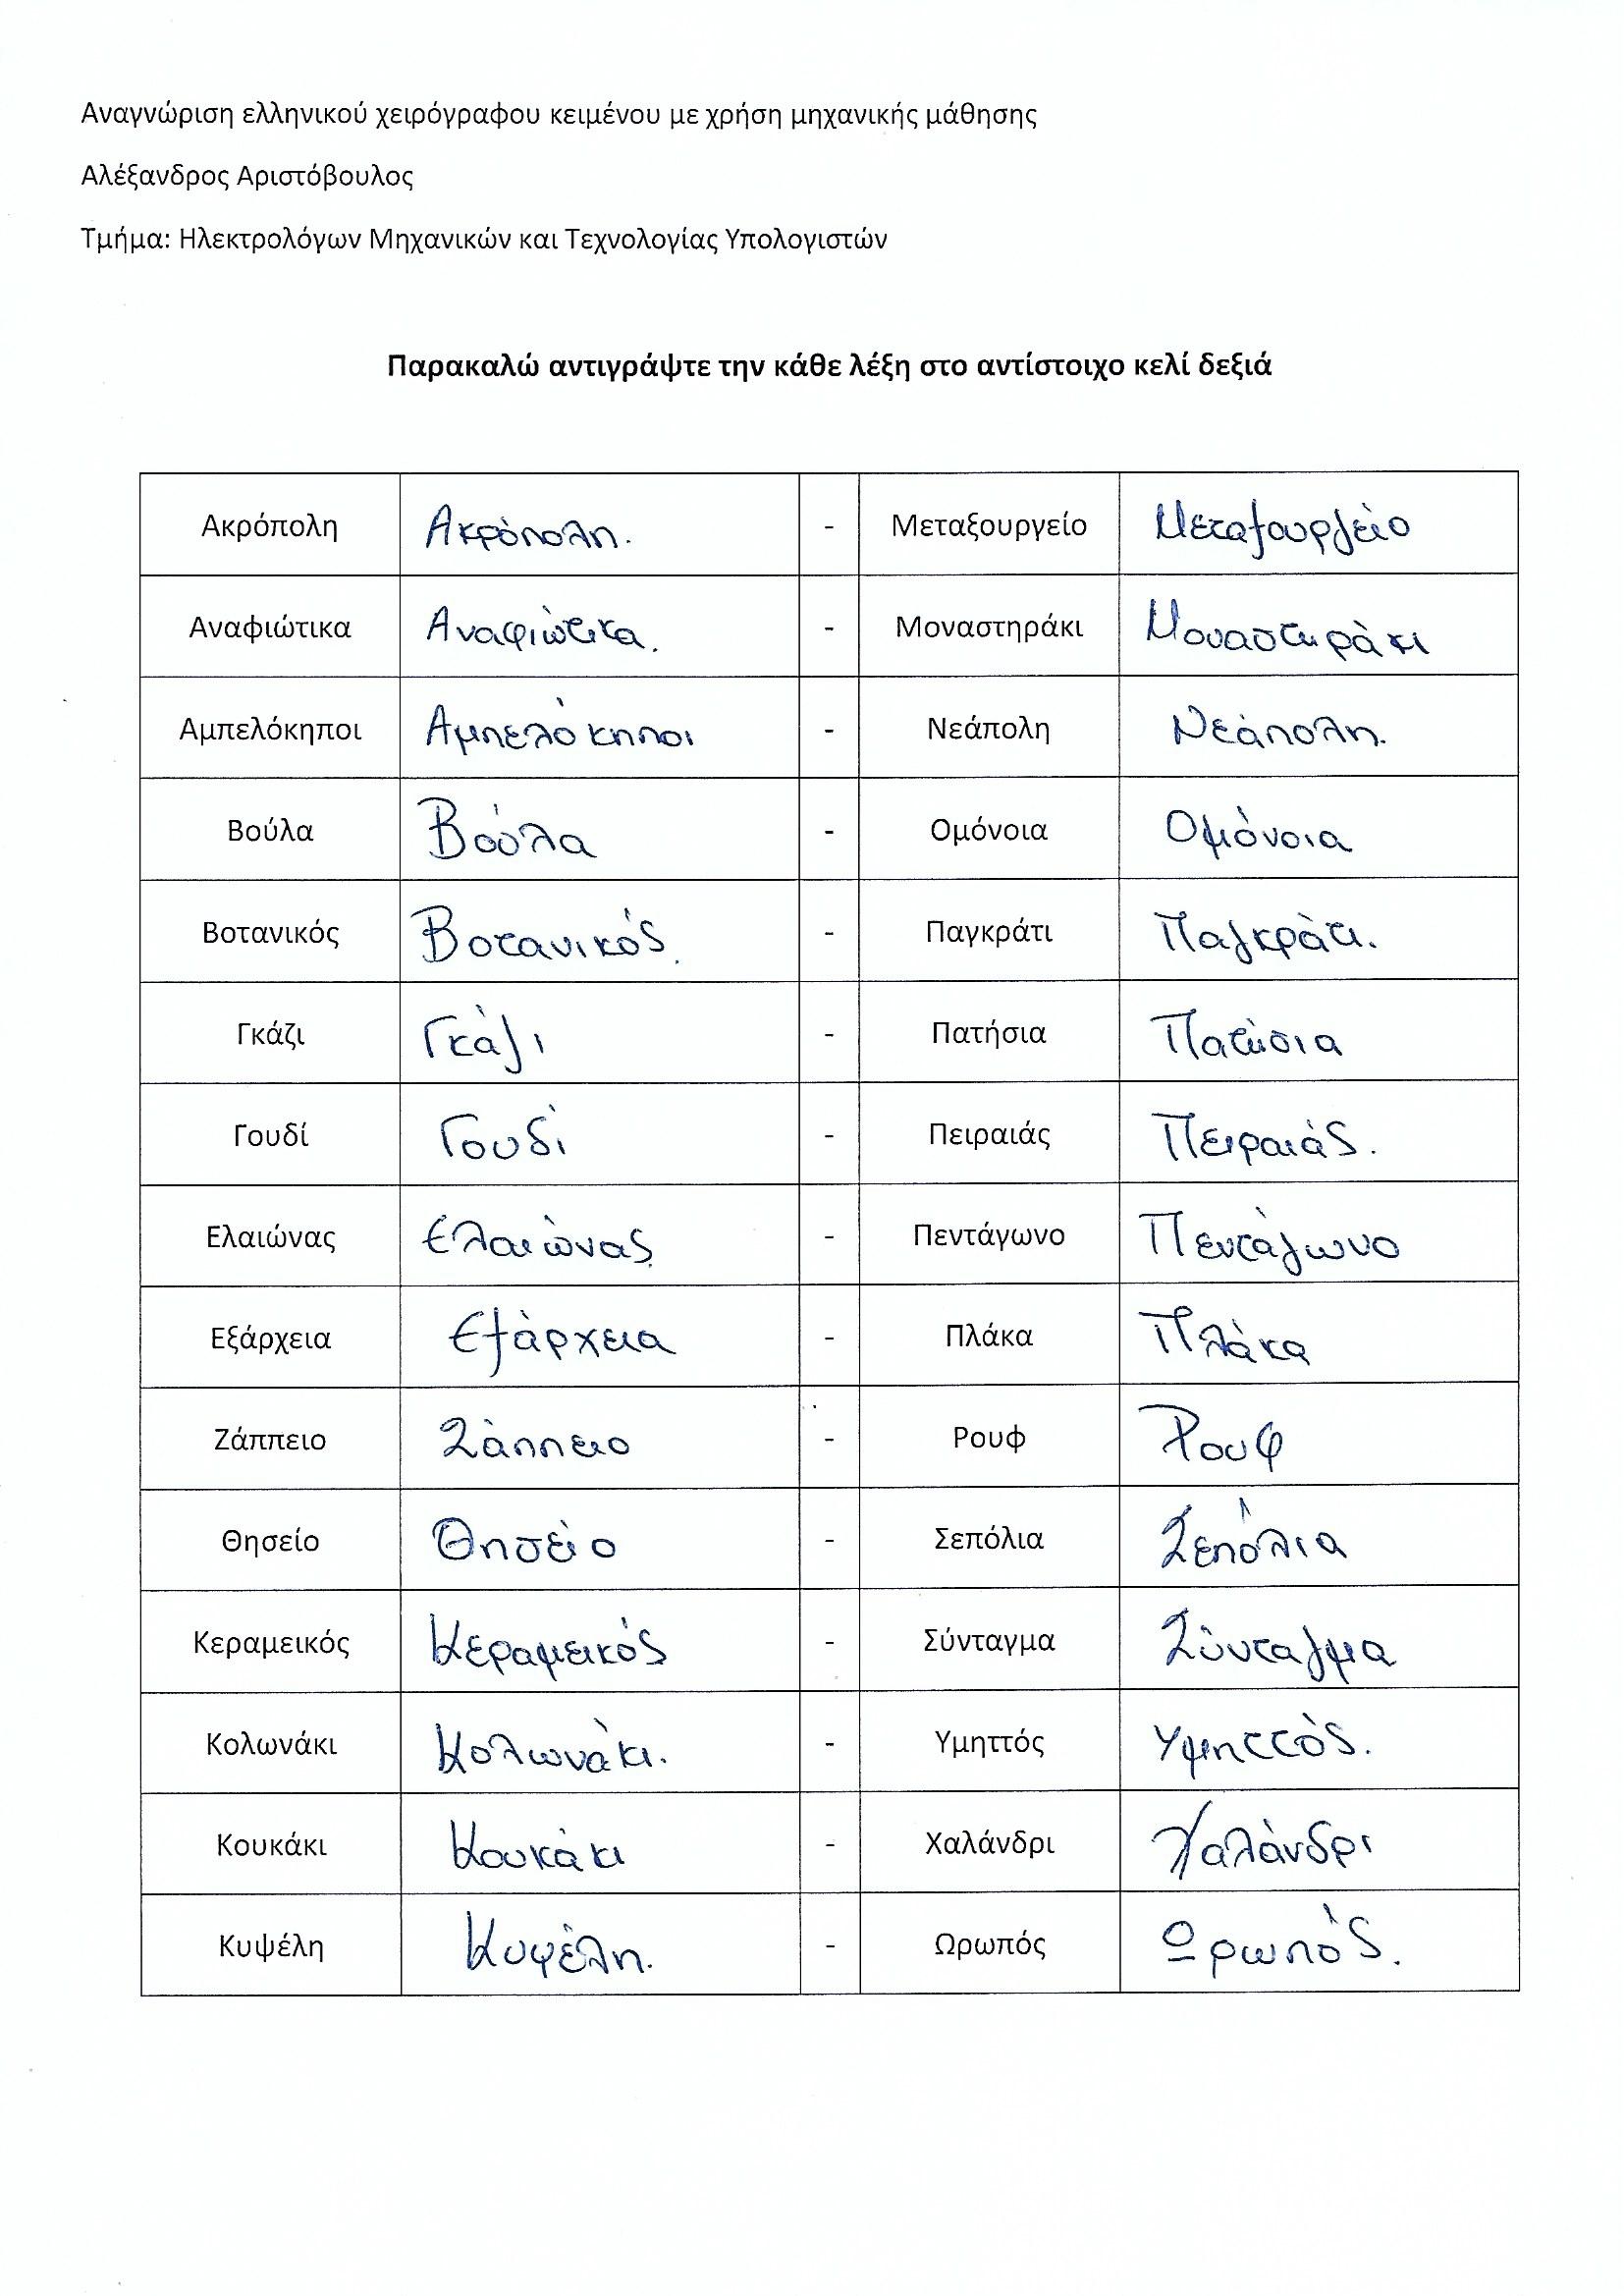 Αναγνώριση ελληνικού χειρόγραφου κειμένου με χρήση μηχανικής μάθησης
Αλέξανδρος Αριστόβουλος
Τμήμα: Ηλεκτρολόγων Μηχανικών και Τεχνολογίας Υπολογιστών
Παρακαλώ αντιγράψτε την κάθε λέξη στο αντίστοιχο κελί δεξιά
Ακρόπολη Ακρόπολη. - Μεταξουργείο Μεταξουργείο
Αναφιώτικα Αναφιώτικα. - Μοναστηράκι Μοναστηράκι
Αμπελόκηποι Αμπελόκηποι - Νεάπολη Νεάπολη.
Βούλα Βούλα - Ομόνοια Ομόνοια
Βοτανικός Βοτανικός. - Παγκράτι Παγκράτι.
Γκάζι Γκάζι - Πατήσια Πατήσια
Γουδί Γουδί - Πειραιάς Πειραιάς.
Ελαιώνας Ελαιώνας. - Πεντάγωνο Πεντάγωνο
Εξάρχεια Εξάρχεια - Πλάκα Πλάκα
Ζάππειο Ζάππειο - Ρουφ Ρουφ
Θησείο Θησείο - Σεπόλια Σεπόλια
Κεραμεικός Κεραμεικός - Σύνταγμα Σύνταγμα
Κολωνάκι Κολωνάκι. - Υμηττός Υμηττός.
Κουκάκι Κουκάκι - Χαλάνδρι Χαλάνδρι
Κυψέλη Κυψέλη. - Ωρωπός Ωρωπός.